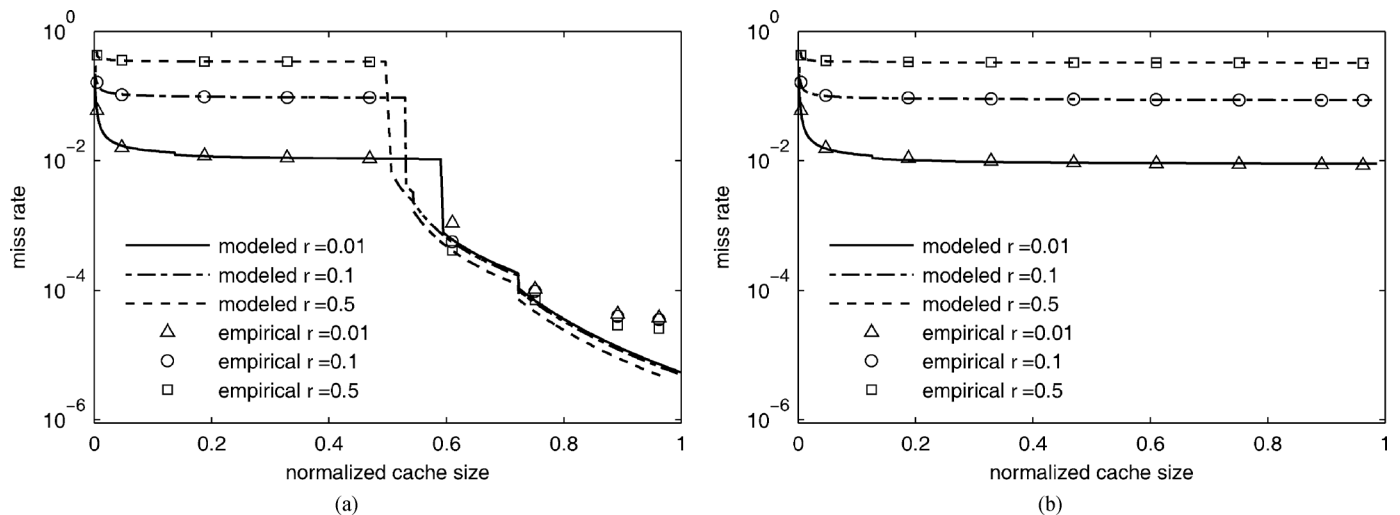 10^0
10^-2
10^-4
10^-6
miss rate
modeled r=0.01
modeled r=0.1
modeled r=0.5
empirical r=0.01
empirical r=0.1
empirical r=0.5
0 0.2 0.4 0.6 0.8 1
normalized cache size
(a)
10^0
10^-2
10^-4
10^-6
miss rate
modeled r=0.01
modeled r=0.1
modeled r=0.5
empirical r=0.01
empirical r=0.1
empirical r=0.5
0 0.2 0.4 0.6 0.8 1
normalized cache size
(b)